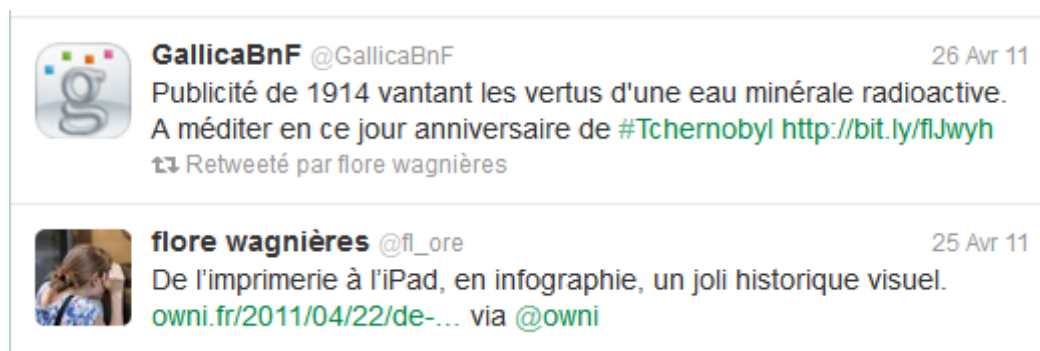 GallicaBnF @GallicaBnF 26 Avr 11
Publicité de 1914 vantant les vertus d'une eau minérale radioactive.
A méditer en ce jour anniversaire de #Tchernobyl http://bit.ly/flJwyh
Retweeté par flore wagnières
flore wagnières @fl_ore 25 Avr 11
De l’imprimerie à l’iPad, en infographie, un joli historique visuel.
owni.fr/2011/04/22/de-... via @owni